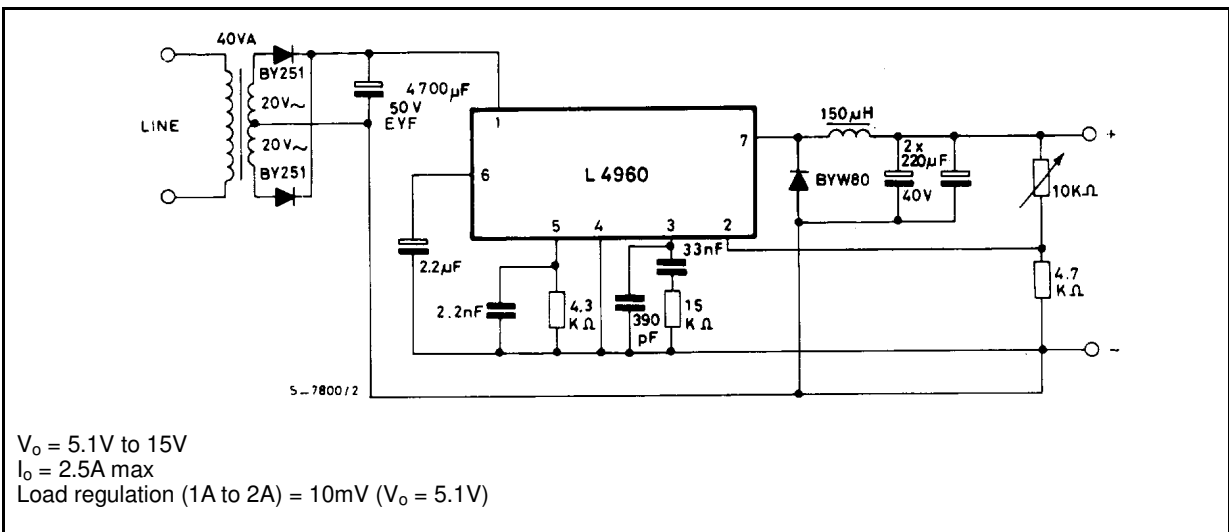 40VA
BY251
20V~
20V~
BY251
LINE
4700µF
50V
EYF
1
6
L4960
7
5
4
3
2
2.2µF
2.2nF
4.3
KΩ
390
pF
33nF
15
KΩ
150µH
BYW80
2x
220µF
40V
+
10KΩ
4.7
KΩ
-
S-7800/2
Vₒ = 5.1V to 15V
Iₒ = 2.5A max
Load regulation (1A to 2A) = 10mV (Vₒ = 5.1V)